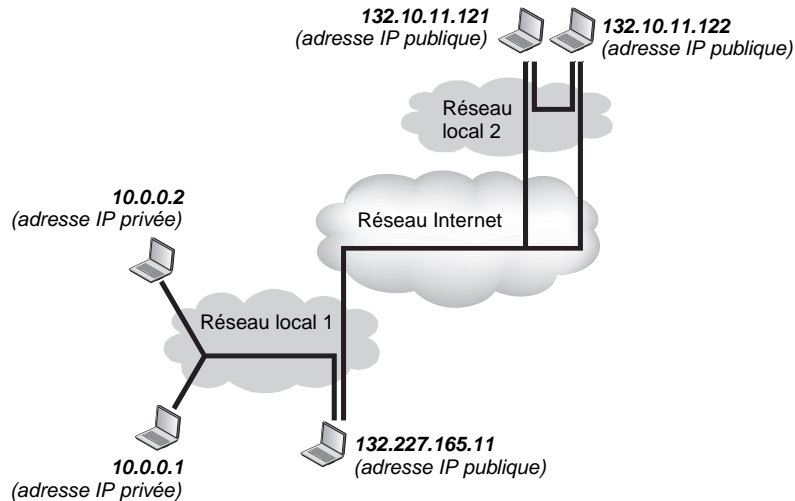 132.10.11.121
(adresse IP publique)
132.10.11.122
(adresse IP publique)
Réseau
local 2
10.0.0.2
(adresse IP privée)
Réseau Internet
Réseau local 1
132.227.165.11
(adresse IP publique)
10.0.0.1
(adresse IP privée)